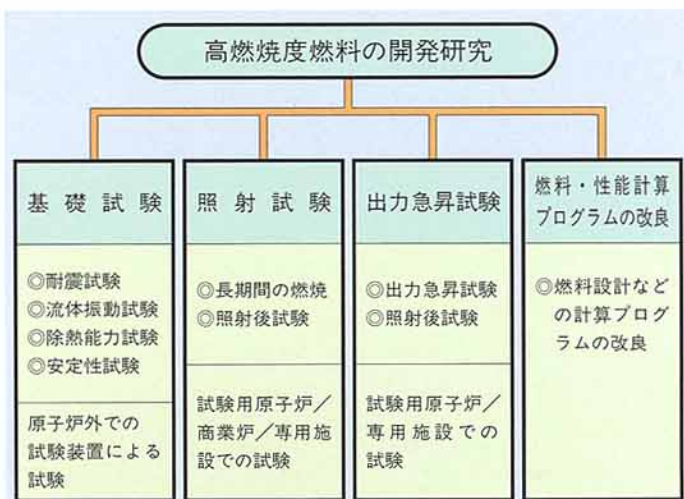 高燃焼度燃料の開発研究
基礎試験
◎耐震試験
◎流体振動試験
◎除熱能力試験
◎安定性試験
原子炉外での
試験装置による
試験
照射試験
◎長期間の燃焼
◎照射後試験
試験用原子炉／
商業炉／専用施
設での試験
出力急昇試験
◎出力急昇試験
◎照射後試験
試験用原子炉／
専用施設での
試験
燃料・性能計算
プログラムの改良
◎燃料設計など
の計算プログ
ラムの改良